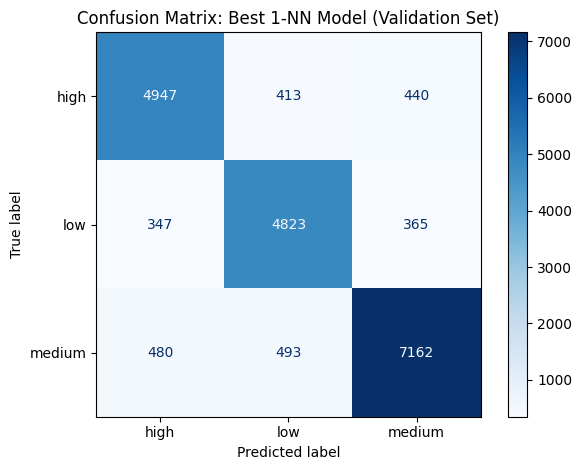 Confusion Matrix: Best 1-NN Model (Validation Set)
high 4947 413 440
low 347 4823 365
medium 480 493 7162
high low medium
Predicted label
True label
7000
6000
5000
4000
3000
2000
1000